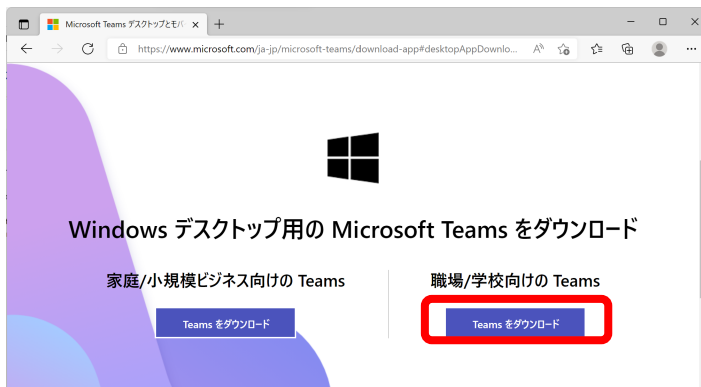 Microsoft Teams デスクトップとモバ
https://www.microsoft.com/ja-jp/microsoft-teams/download-app#desktopAppDownlo...
Windows デスクトップ用の Microsoft Teams をダウンロード
家庭/小規模ビジネス向けの Teams
職場/学校向けの Teams
Teams をダウンロード
Teams をダウンロード